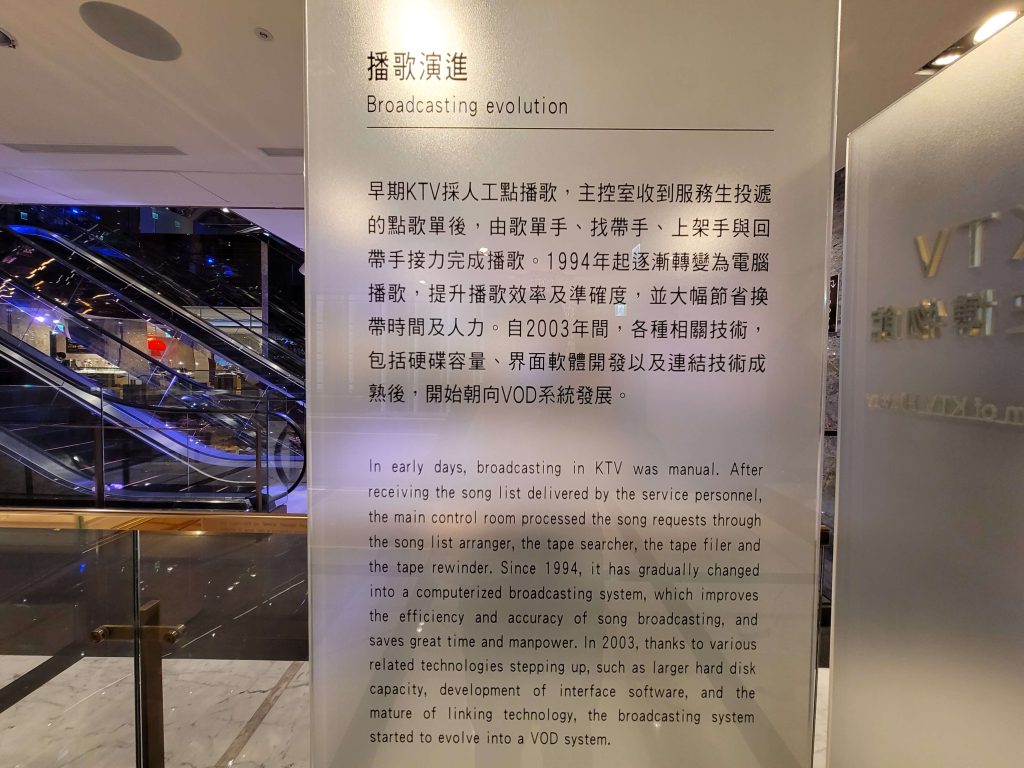 播歌演進
Broadcasting evolution
早期KTV採人工點播歌，主控室收到服務生投遞
的點歌單後，由歌單手、找帶手、上架手與回
帶手接力完成播歌。1994年起逐漸轉變為電腦
播歌，提升播歌效率及準確度，並大幅節省換
帶時間及人力。自2003年間，各種相關技術，
包括硬碟容量、界面軟體開發以及連結技術成
熟後，開始朝向VOD系統發展。
In early days, broadcasting in KTV was manual. After
receiving the song list delivered by the service personnel,
the main control room processed the song requests through
the song list arranger, the tape searcher, the tape filer and
the tape rewinder. Since 1994, it has gradually changed
into a computerized broadcasting system, which improves
the efficiency and accuracy of song broadcasting, and
saves great time and manpower. In 2003, thanks to various
related technologies stepping up, such as larger hard disk
capacity, development of interface software, and the
mature of linking technology, the broadcasting system
started to evolve into a VOD system.